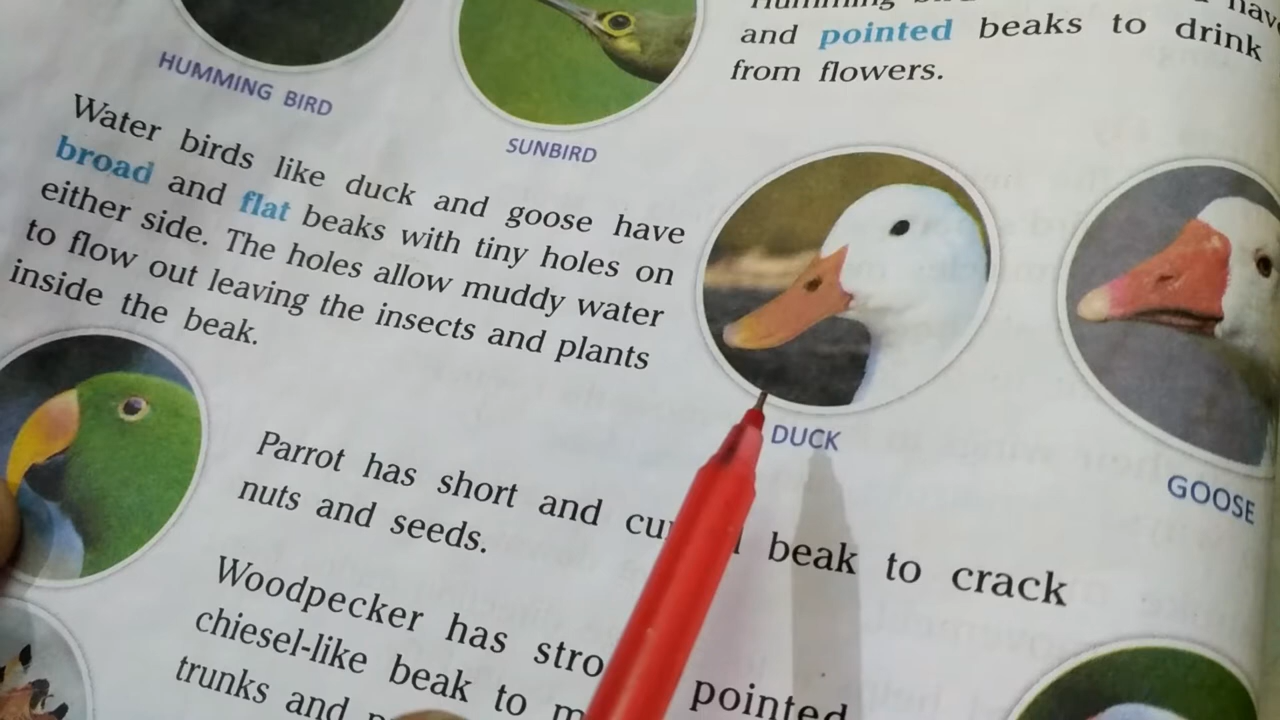 have
and pointed beaks to drink
from flowers.
HUMMING BIRD
SUNBIRD
Water birds like duck and goose have
broad and flat beaks with tiny holes on
either side. The holes allow muddy water
to flow out leaving the insects and plants
inside the beak.
DUCK
GOOSE
Parrot has short and beak to crack
nuts and seeds.
Woodpecker has pointed
chiesel-like beak to
trunks and